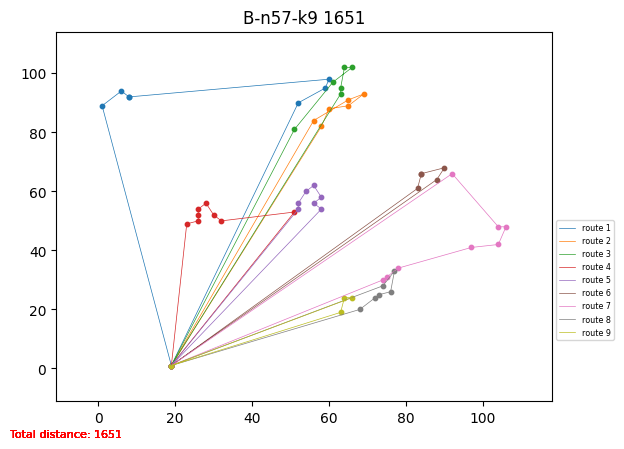 B-n57-k9 1651
100
80
60
40
20
0
0 20 40 60 80 100
route 1
route 2
route 3
route 4
route 5
route 6
route 7
route 8
route 9
Total distance: 1651